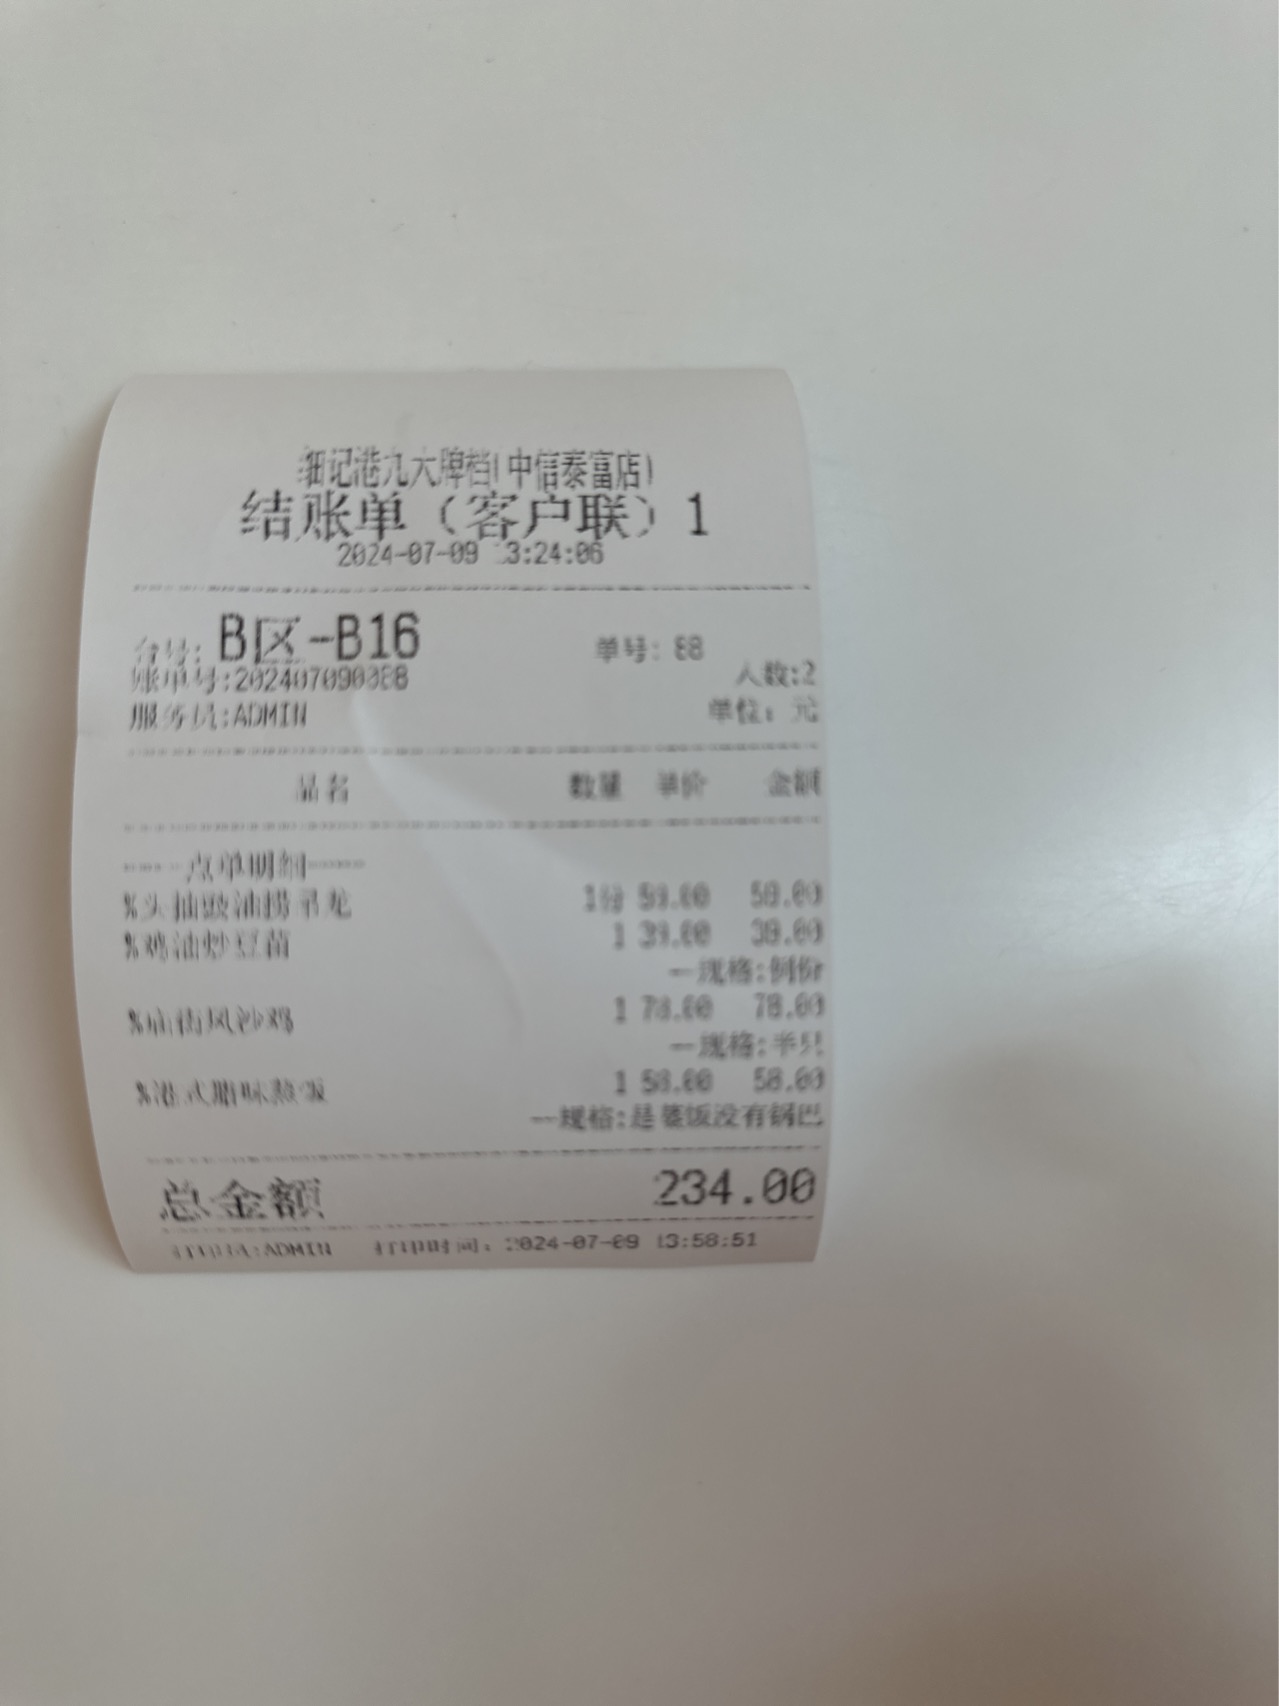 细记港九大牌档(中信泰富店)
结账单（客户联）1
2024-07-09 13:24:06
台号: B区-B16 单号: 88
账单号:202407090088 人数:2
服务员:ADMIN 单位: 元
品名 数量 单价 金额
点单明细
%头抽豉油捞吊龙 1份 59.00 59.00
%鸡油炒豆苗 1 39.00 39.00
—规格:例价
%庙街风沙鸡 1 78.00 78.00
—规格:半只
%港式腊味煲饭 1 58.00 58.00
—规格:是煲饭没有锅巴
总金额 234.00
打印员:ADMIN 打印时间: 2024-07-09 13:58:51